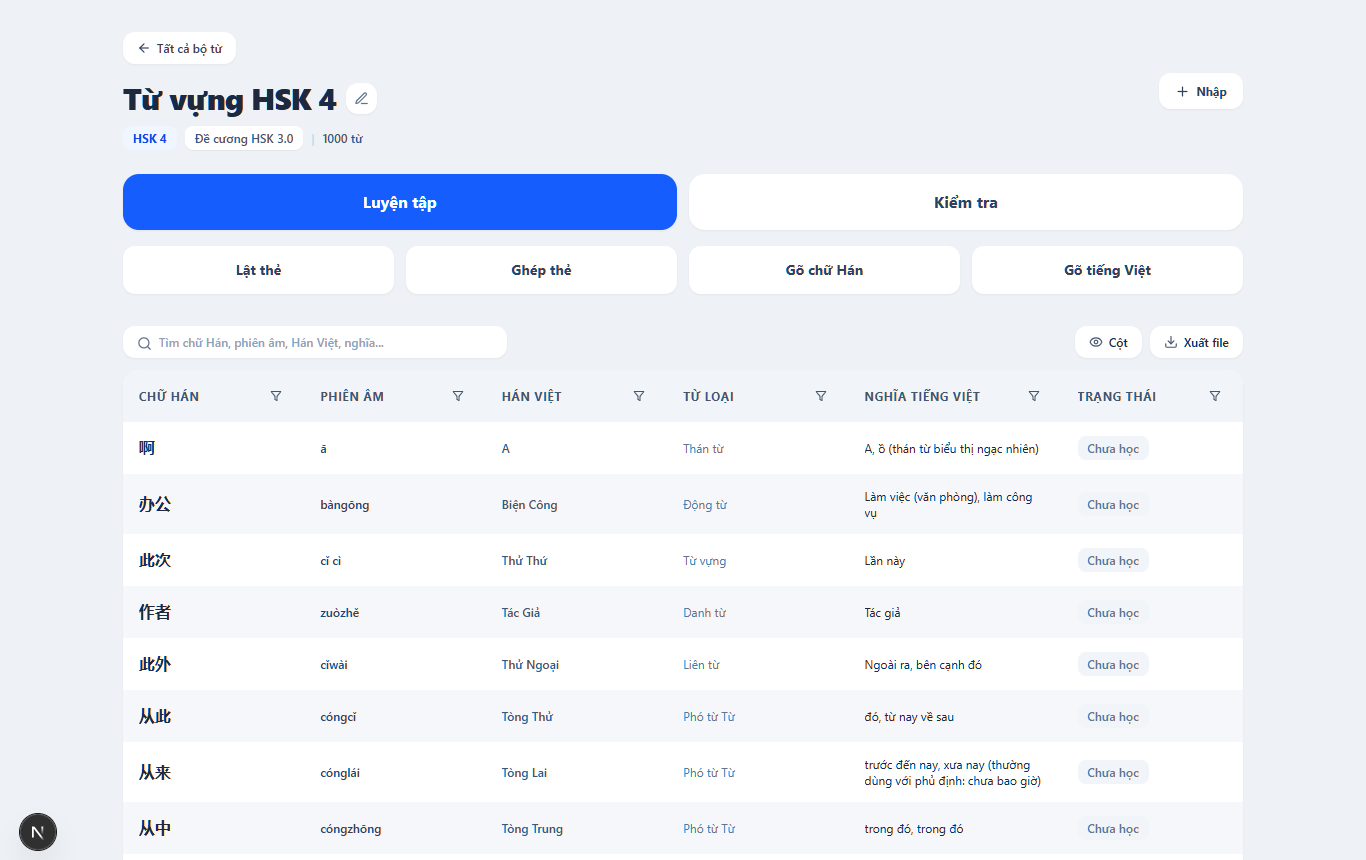 ← Tất cả bộ từ
Từ vựng HSK 4
+ Nhập
HSK 4 Đề cương HSK 3.0 | 1000 từ
Luyện tập Kiểm tra
Lật thẻ Ghép thẻ Gõ chữ Hán Gõ tiếng Việt
Tìm chữ Hán, phiên âm, Hán Việt, nghĩa... Cột Xuất file
CHỮ HÁN PHIÊN ÂM HÁN VIỆT TỪ LOẠI NGHĨA TIẾNG VIỆT TRẠNG THÁI
啊 ā A Thán từ A, ồ (thán từ biểu thị ngạc nhiên) Chưa học
办公 bàngōng Biện Công Động từ Làm việc (văn phòng), làm công
vụ Chưa học
此次 cǐ cì Thử Thứ Từ vựng Lần này Chưa học
作者 zuòzhě Tác Giả Danh từ Tác giả Chưa học
此外 cǐwài Thử Ngoại Liên từ Ngoài ra, bên cạnh đó Chưa học
从此 cóngcǐ Tòng Thử Phó từ Từ đó, từ nay về sau Chưa học
从来 cónglái Tòng Lai Phó từ Từ trước đến nay, xưa nay (thường
dùng với phủ định: chưa bao giờ) Chưa học
从中 cóngzhōng Tòng Trung Phó từ Từ trong đó, trong đó Chưa học
N